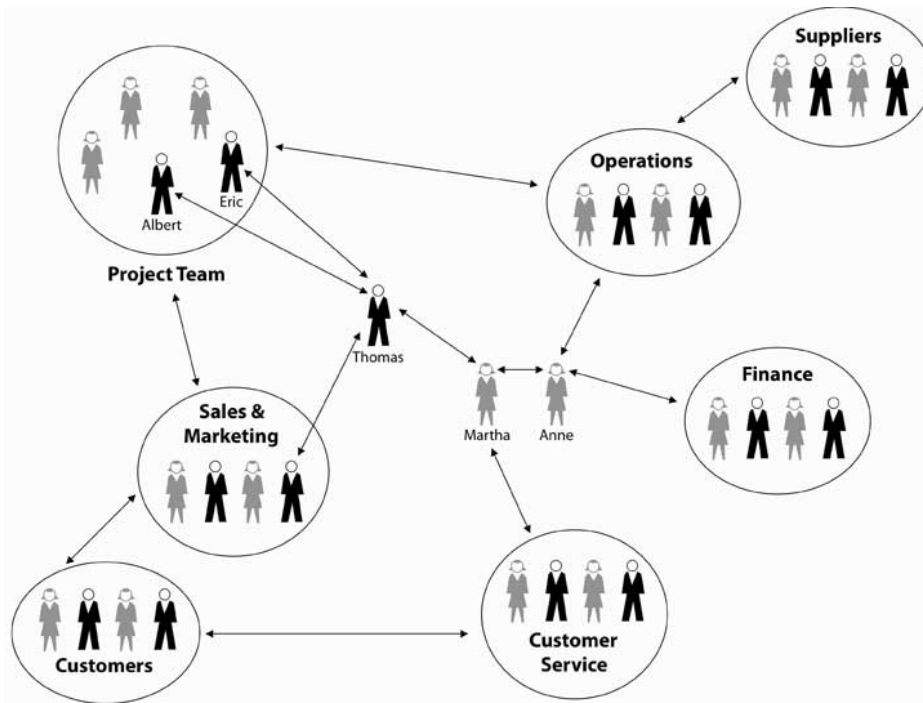 Suppliers
Operations
Eric
Albert
Project Team
Thomas
Finance
Sales &
Marketing
Martha
Anne
Customers
Customer
Service